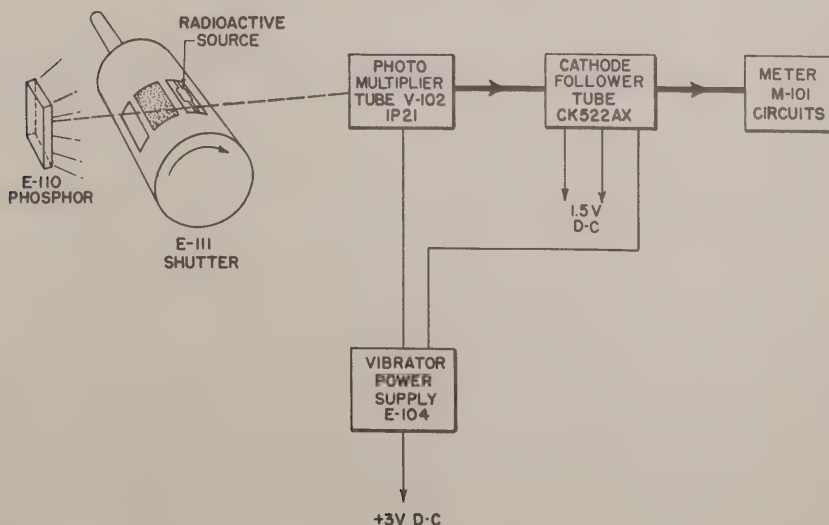 RADIOACTIVE
SOURCE
E-110
PHOSPHOR
E-111
SHUTTER
PHOTO
MULTIPLIER
TUBE V-102
1P21
CATHODE
FOLLOWER
TUBE
CK522AX
METER
M-101
CIRCUITS
1.5V
D-C
VIBRATOR
POWER
SUPPLY
E-104
+3V D-C